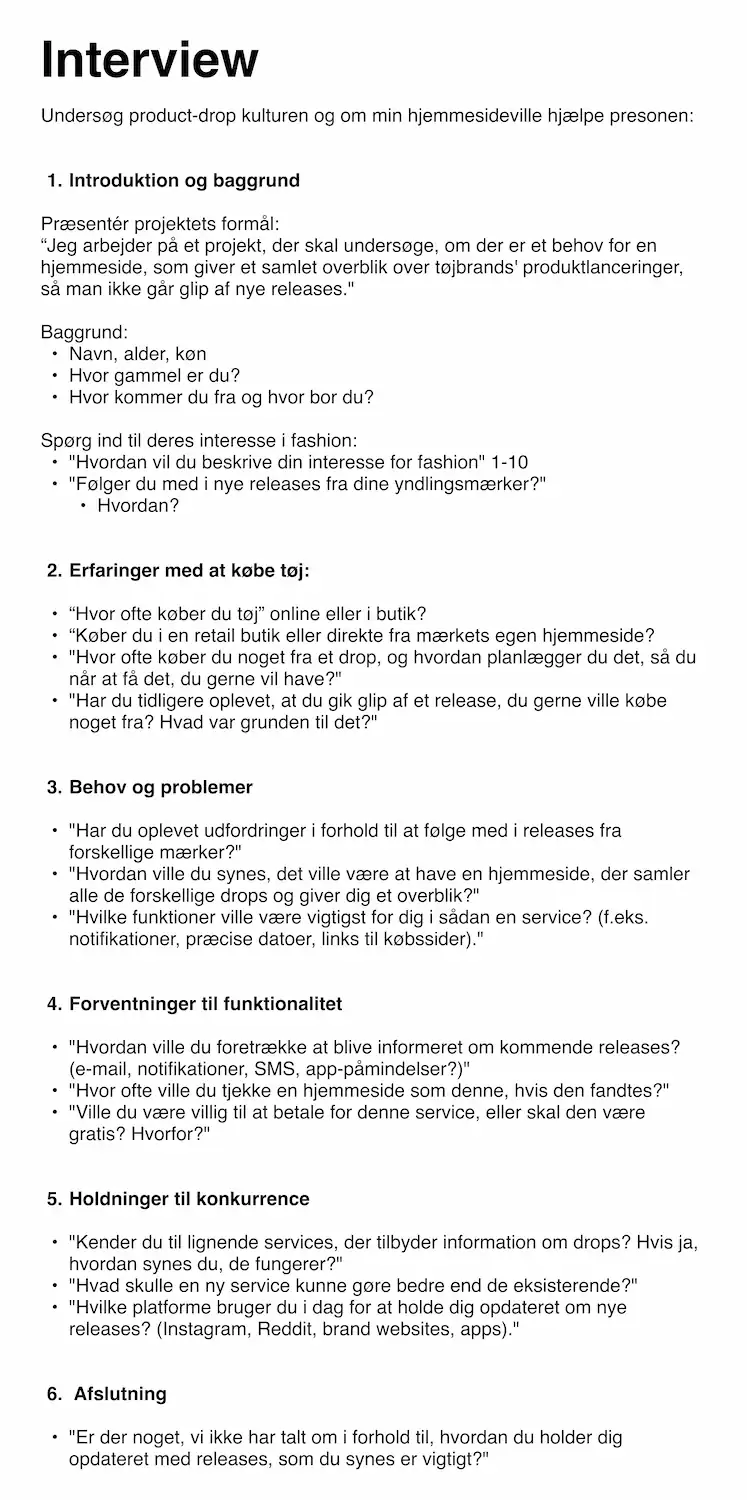 Interview
Undersøg product-drop kulturen og om min hjemmesideville hjælpe presonen:
1. Introduktion og baggrund
Præsentér projektets formål:
“Jeg arbejder på et projekt, der skal undersøge, om der er et behov for en
hjemmeside, som giver et samlet overblik over tøjbrands' produktlanceringer,
så man ikke går glip af nye releases."
Baggrund:
• Navn, alder, køn
• Hvor gammel er du?
• Hvor kommer du fra og hvor bor du?
Spørg ind til deres interesse i fashion:
• "Hvordan vil du beskrive din interesse for fashion" 1-10
• "Følger du med i nye releases fra dine yndlingsmærker?"
• Hvordan?
2. Erfaringer med at købe tøj:
• “Hvor ofte køber du tøj” online eller i butik?
• “Køber du i en retail butik eller direkte fra mærkets egen hjemmeside?
• "Hvor ofte køber du noget fra et drop, og hvordan planlægger du det, så du
når at få det, du gerne vil have?"
• "Har du tidligere oplevet, at du gik glip af et release, du gerne ville købe
noget fra? Hvad var grunden til det?"
3. Behov og problemer
• "Har du oplevet udfordringer i forhold til at følge med i releases fra
forskellige mærker?"
• "Hvordan ville du synes, det ville være at have en hjemmeside, der samler
alle de forskellige drops og giver dig et overblik?"
• "Hvilke funktioner ville være vigtigst for dig i sådan en service? (f.eks.
notifikationer, præcise datoer, links til købssider)."
4. Forventninger til funktionalitet
• "Hvordan ville du foretrække at blive informeret om kommende releases?
(e-mail, notifikationer, SMS, app-påmindelser?)"
• "Hvor ofte ville du tjekke en hjemmeside som denne, hvis den fandtes?"
• "Ville du være villig til at betale for denne service, eller skal den være
gratis? Hvorfor?"
5. Holdninger til konkurrence
• "Kender du til lignende services, der tilbyder information om drops? Hvis ja,
hvordan synes du, de fungerer?"
• "Hvad skulle en ny service kunne gøre bedre end de eksisterende?"
• "Hvilke platforme bruger du i dag for at holde dig opdateret om nye
releases? (Instagram, Reddit, brand websites, apps)."
6. Afslutning
• "Er der noget, vi ikke har talt om i forhold til, hvordan du holder dig
opdateret med releases, som du synes er vigtigt?"